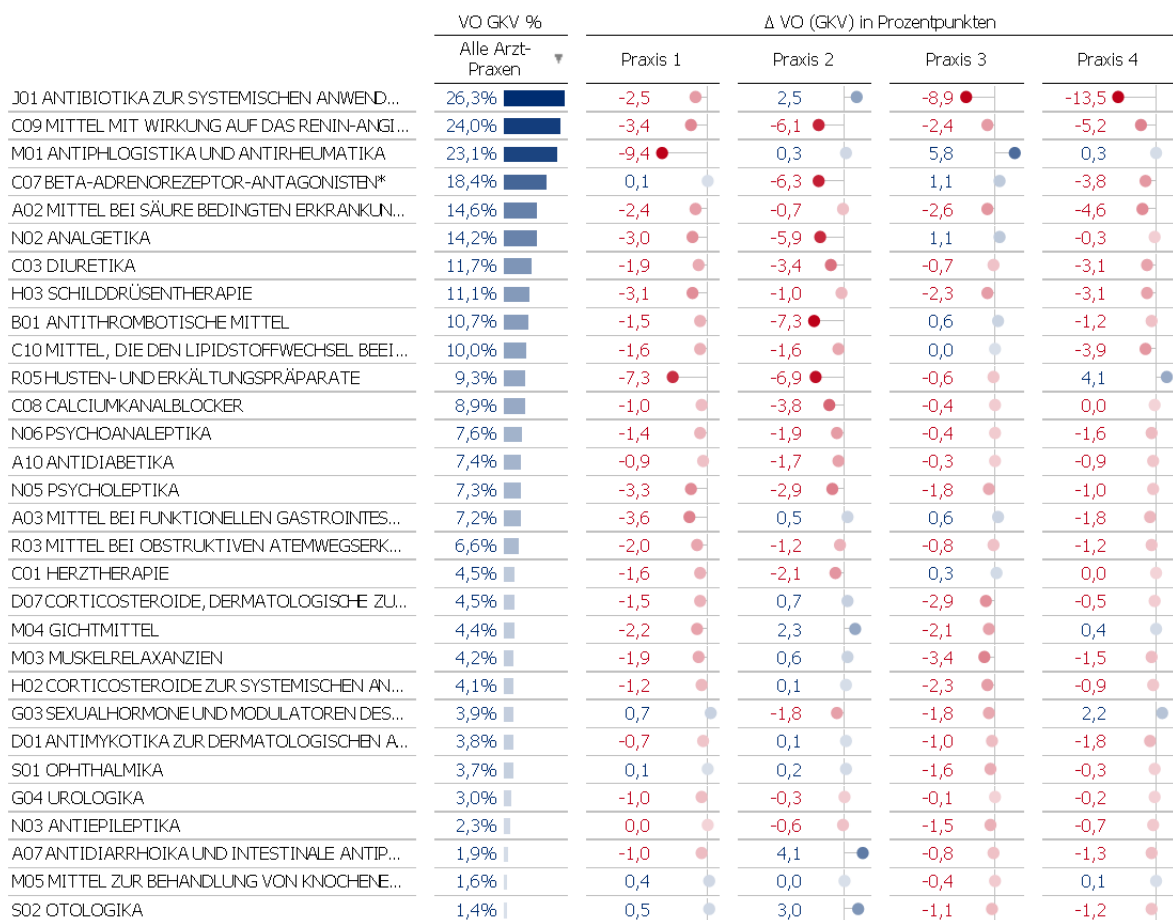 VO GKV % Δ VO (GKV) in Prozentpunkten
Alle Arzt-
Praxen Praxis 1 Praxis 2 Praxis 3 Praxis 4
J01 ANTIBIOTIKA ZUR SYSTEMISCHEN ANWEND... 26,3% -2,5 2,5 -8,9 -13,5
C09 MITTEL MIT WIRKUNG AUF DAS RENIN-ANGI... 24,0% -3,4 -6,1 -2,4 -5,2
M01 ANTIPHLOGISTIKA UND ANTIRHEUMATIKA 23,1% -9,4 0,3 5,8 0,3
C07 BETA-ADRENOREZEPTOR-ANTAGONISTEN* 18,4% 0,1 -6,3 1,1 -3,8
A02 MITTEL BEI SÄURE BEDINGTEN ERKRANKUN... 14,6% -2,4 -0,7 -2,6 -4,6
N02 ANALGETIKA 14,2% -3,0 -5,9 1,1 -0,3
C03 DIURETIKA 11,7% -1,9 -3,4 -0,7 -3,1
H03 SCHILDDRÜSENTHERAPIE 11,1% -3,1 -1,0 -2,3 -3,1
B01 ANTITHROMBOTISCHE MITTEL 10,7% -1,5 -7,3 0,6 -1,2
C10 MITTEL, DIE DEN LIPIDSTOFFWECHSEL BEEI... 10,0% -1,6 -1,6 0,0 -3,9
R05 HUSTEN- UND ERKÄLTUNGSPRÄPARATE 9,3% -7,3 -6,9 -0,6 4,1
C08 CALCIUMKANALBLOCKER 8,9% -1,0 -3,8 -0,4 0,0
N06 PSYCHOANALEPTIKA 7,6% -1,4 -1,9 -0,4 -1,6
A10 ANTIDIABETIKA 7,4% -0,9 -1,7 -0,3 -0,9
N05 PSYCHOLEPTIKA 7,3% -3,3 -2,9 -1,8 -1,0
A03 MITTEL BEI FUNKTIONELLEN GASTROINTES... 7,2% -3,6 0,5 0,6 -1,8
R03 MITTEL BEI OBSTRUKTIVEN ATEMWEGSERK... 6,6% -2,0 -1,2 -0,8 -1,2
C01 HERZTHERAPIE 4,5% -1,6 -2,1 0,3 0,0
D07 CORTICOSTEROIDE, DERMATOLOGISCHE ZU... 4,5% -1,5 0,7 -2,9 -0,5
M04 GICHTMITTEL 4,4% -2,2 2,3 -2,1 0,4
M03 MUSKELRELAXANZIEN 4,2% -1,9 0,6 -3,4 -1,5
H02 CORTICOSTEROIDE ZUR SYSTEMISCHEN AN... 4,1% -1,2 0,1 -2,3 -0,9
G03 SEXUALHORMONE UND MODULATOREN DES... 3,9% 0,7 -1,8 -1,8 2,2
D01 ANTIMYKOTIKA ZUR DERMATOLOGISCHEN A... 3,8% -0,7 0,1 -1,0 -1,8
S01 OPHTHALMIKA 3,7% 0,1 0,2 -1,6 -0,3
G04 UROLOGIKA 3,0% -1,0 -0,3 -0,1 -0,2
N03 ANTIEPILEPTIKA 2,3% 0,0 -0,6 -1,5 -0,7
A07 ANTIDIARRHOIKA UND INTESTINALE ANTIP... 1,9% -1,0 4,1 -0,8 -1,3
M05 MITTEL ZUR BEHANDLUNG VON KNOCHENE... 1,6% 0,4 0,0 -0,4 0,1
S02 OTOLOGIKA 1,4% 0,5 3,0 -1,1 -1,2